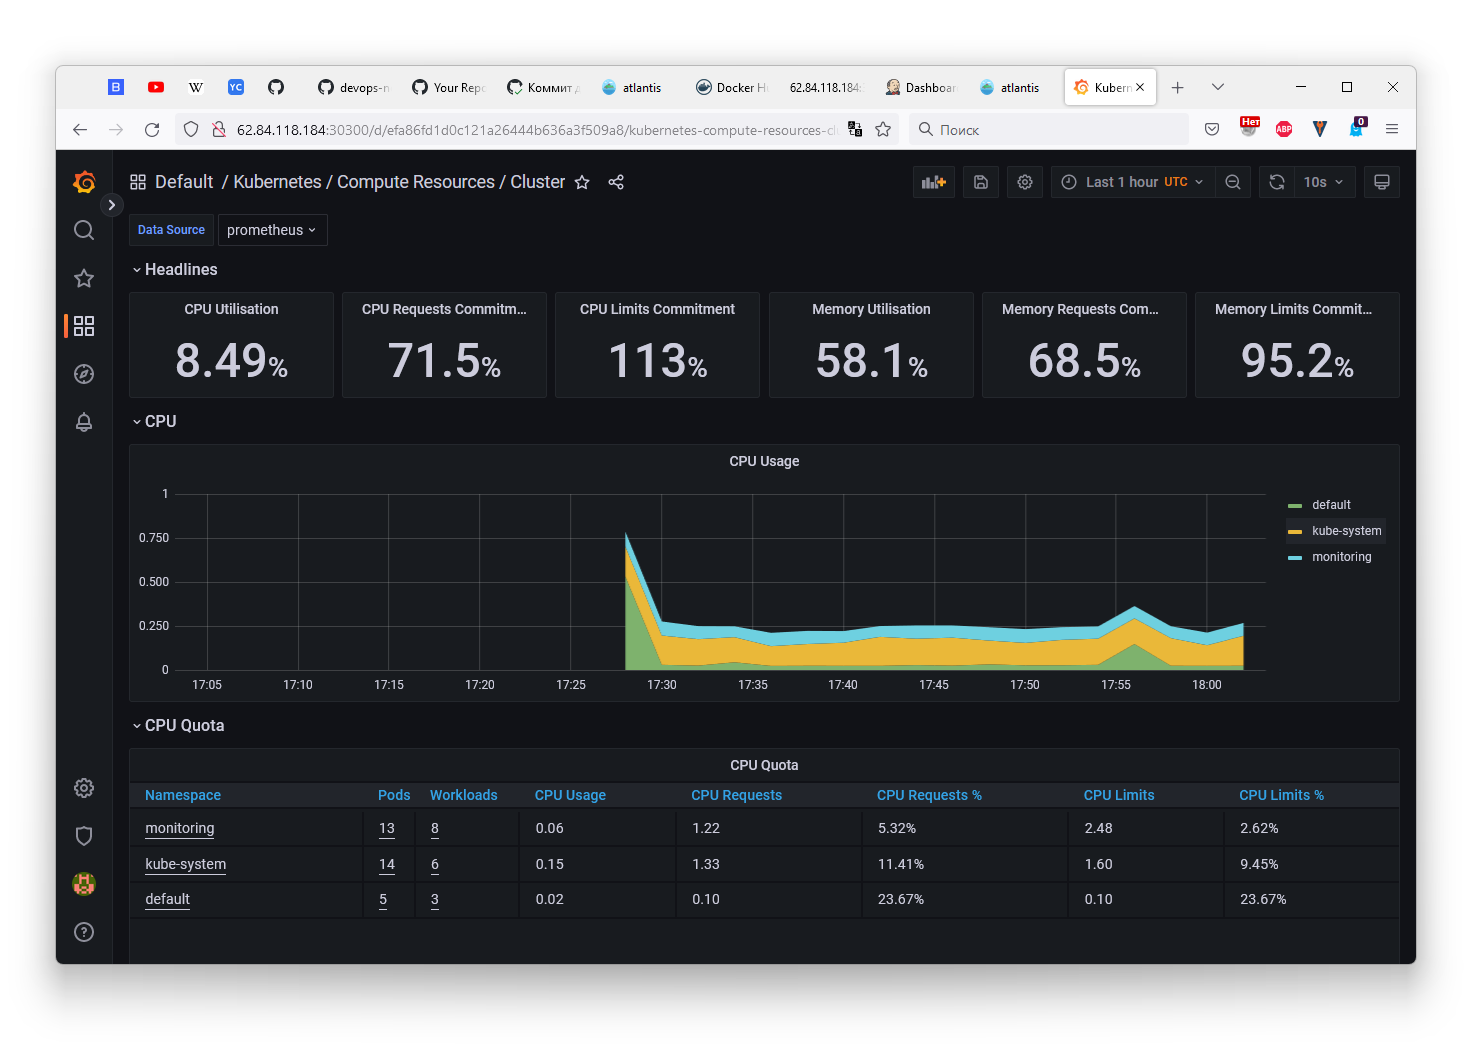 B W YC devops-n Your Repo Коммит д atlantis Docker H 62.84.118.184: Dashboar atlantis Kubern
62.84.118.184:30300/d/efa86fd1d0c121a26444b636a3f509a8/kubernetes-compute-resources-cl Поиск Нет ABP 0
Default / Kubernetes / Compute Resources / Cluster Last 1 hour UTC 10s
Data Source prometheus
Headlines
CPU Utilisation CPU Requests Commitm... CPU Limits Commitment Memory Utilisation Memory Requests Com... Memory Limits Commit...
8.49% 71.5% 113% 58.1% 68.5% 95.2%
CPU
CPU Usage
1
0.750
0.500
0.250
0
17:05 17:10 17:15 17:20 17:25 17:30 17:35 17:40 17:45 17:50 17:55 18:00
default
kube-system
monitoring
CPU Quota
CPU Quota
Namespace Pods Workloads CPU Usage CPU Requests CPU Requests % CPU Limits CPU Limits %
monitoring 13 8 0.06 1.22 5.32% 2.48 2.62%
kube-system 14 6 0.15 1.33 11.41% 1.60 9.45%
default 5 3 0.02 0.10 23.67% 0.10 23.67%